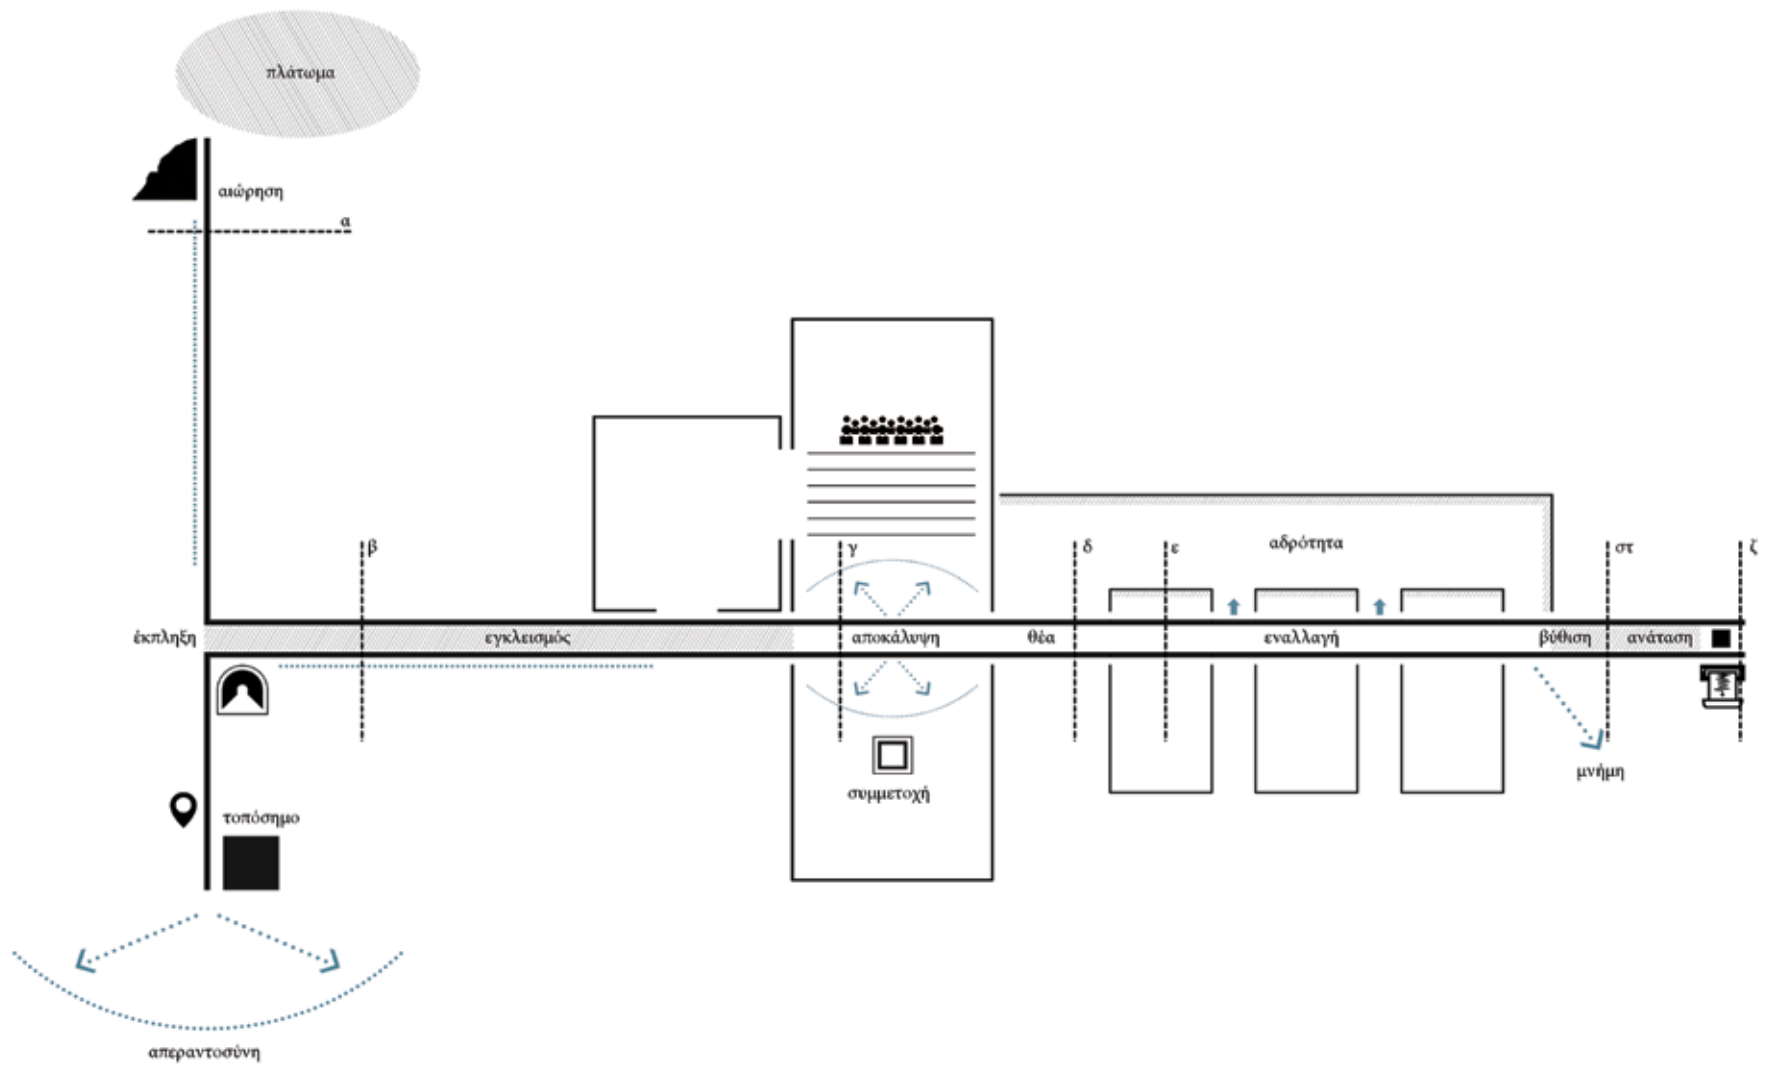 πλάτωμα
αιώρηση
α
β
γ
δ
ε
αδρότητα
στ
ζ
έκπληξη
εγκλεισμός
αποκάλυψη
θέα
εναλλαγή
βύθιση
ανάταση
μνήμη
συμμετοχή
τοπόσημο
απεραντοσύνη